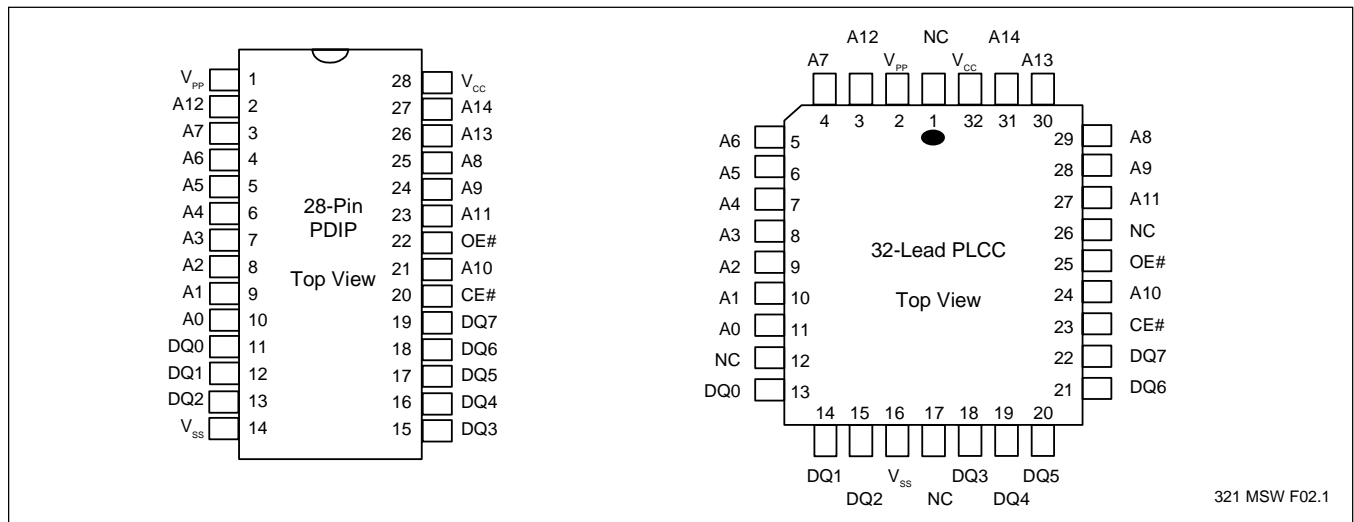 V_PP 1 28 V_CC
A12 2 27 A14
A7 3 26 A13
A6 4 25 A8
A5 5 24 A9
A4 6 23 A11
A3 7 22 OE#
A2 8 21 A10
A1 9 20 CE#
A0 10 19 DQ7
DQ0 11 18 DQ6
DQ1 12 17 DQ5
DQ2 13 16 DQ4
V_SS 14 15 DQ3
28-Pin
PDIP
Top View
A12 NC A14
A7 V_PP V_CC A13
4 3 2 1 32 31 30
A6 5 29 A8
A5 6 28 A9
A4 7 27 A11
A3 8 26 NC
A2 9 25 OE#
A1 10 24 A10
A0 11 23 CE#
NC 12 22 DQ7
DQ0 13 21 DQ6
32-Lead PLCC
Top View
14 15 16 17 18 19 20
DQ1 V_SS DQ3 DQ5
DQ2 NC DQ4
321 MSW F02.1